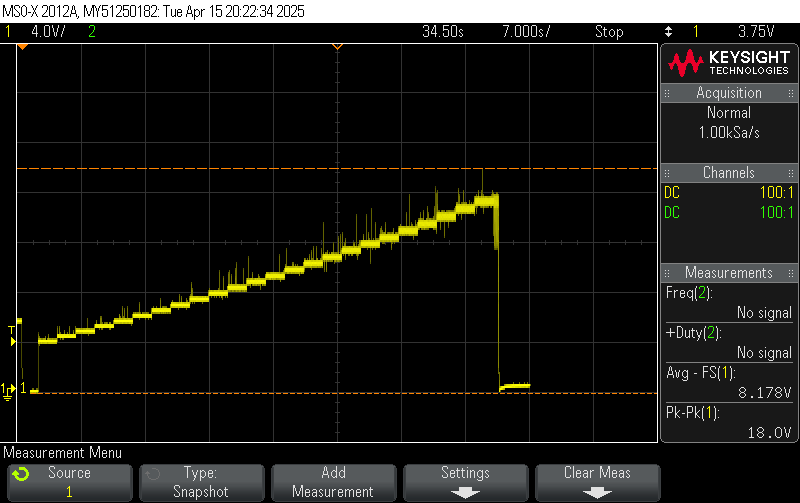 MSO-X 2012A, MY51250182: Tue Apr 15 20:22:34 2025
1 4.0V/ 2 34.50s 7.000s/ Stop 1 3.75V
KEYSIGHT
TECHNOLOGIES
Acquisition
Normal
1.00kSa/s
Channels
DC 100:1
DC 100:1
Measurements
Freq(2):
No signal
+Duty(2):
No signal
Avg - FS(1):
8.178V
Pk-Pk(1):
18.0V
T
1 1
Measurement Menu
Source
1
Type:
Snapshot
Add
Measurement
Settings
Clear Meas